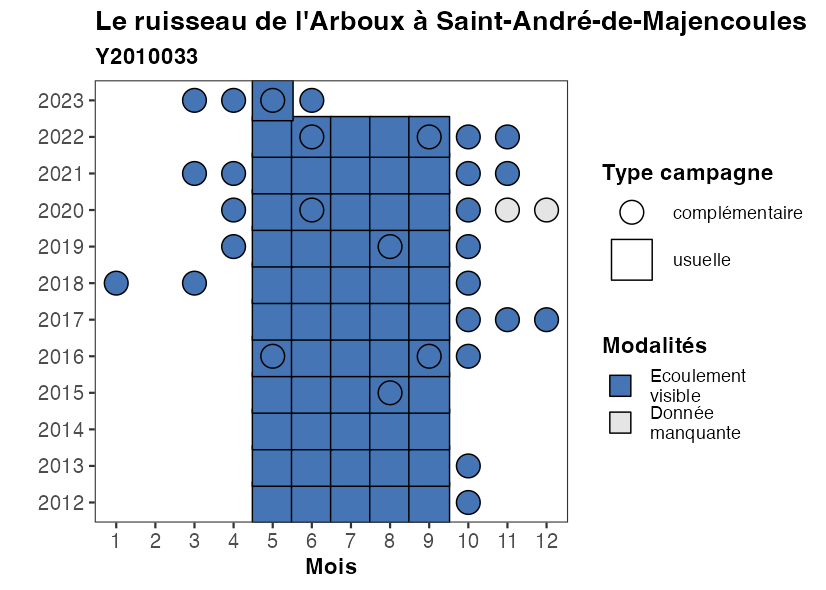 Le ruisseau de l'Arboux à Saint-André-de-Majencoules
Y2010033
2023
2022
2021
2020
2019
2018
2017
2016
2015
2014
2013
2012
1 2 3 4 5 6 7 8 9 10 11 12
Mois
Type campagne
complémentaire
usuelle
Modalités
Ecoulement
visible
Donnée
manquante